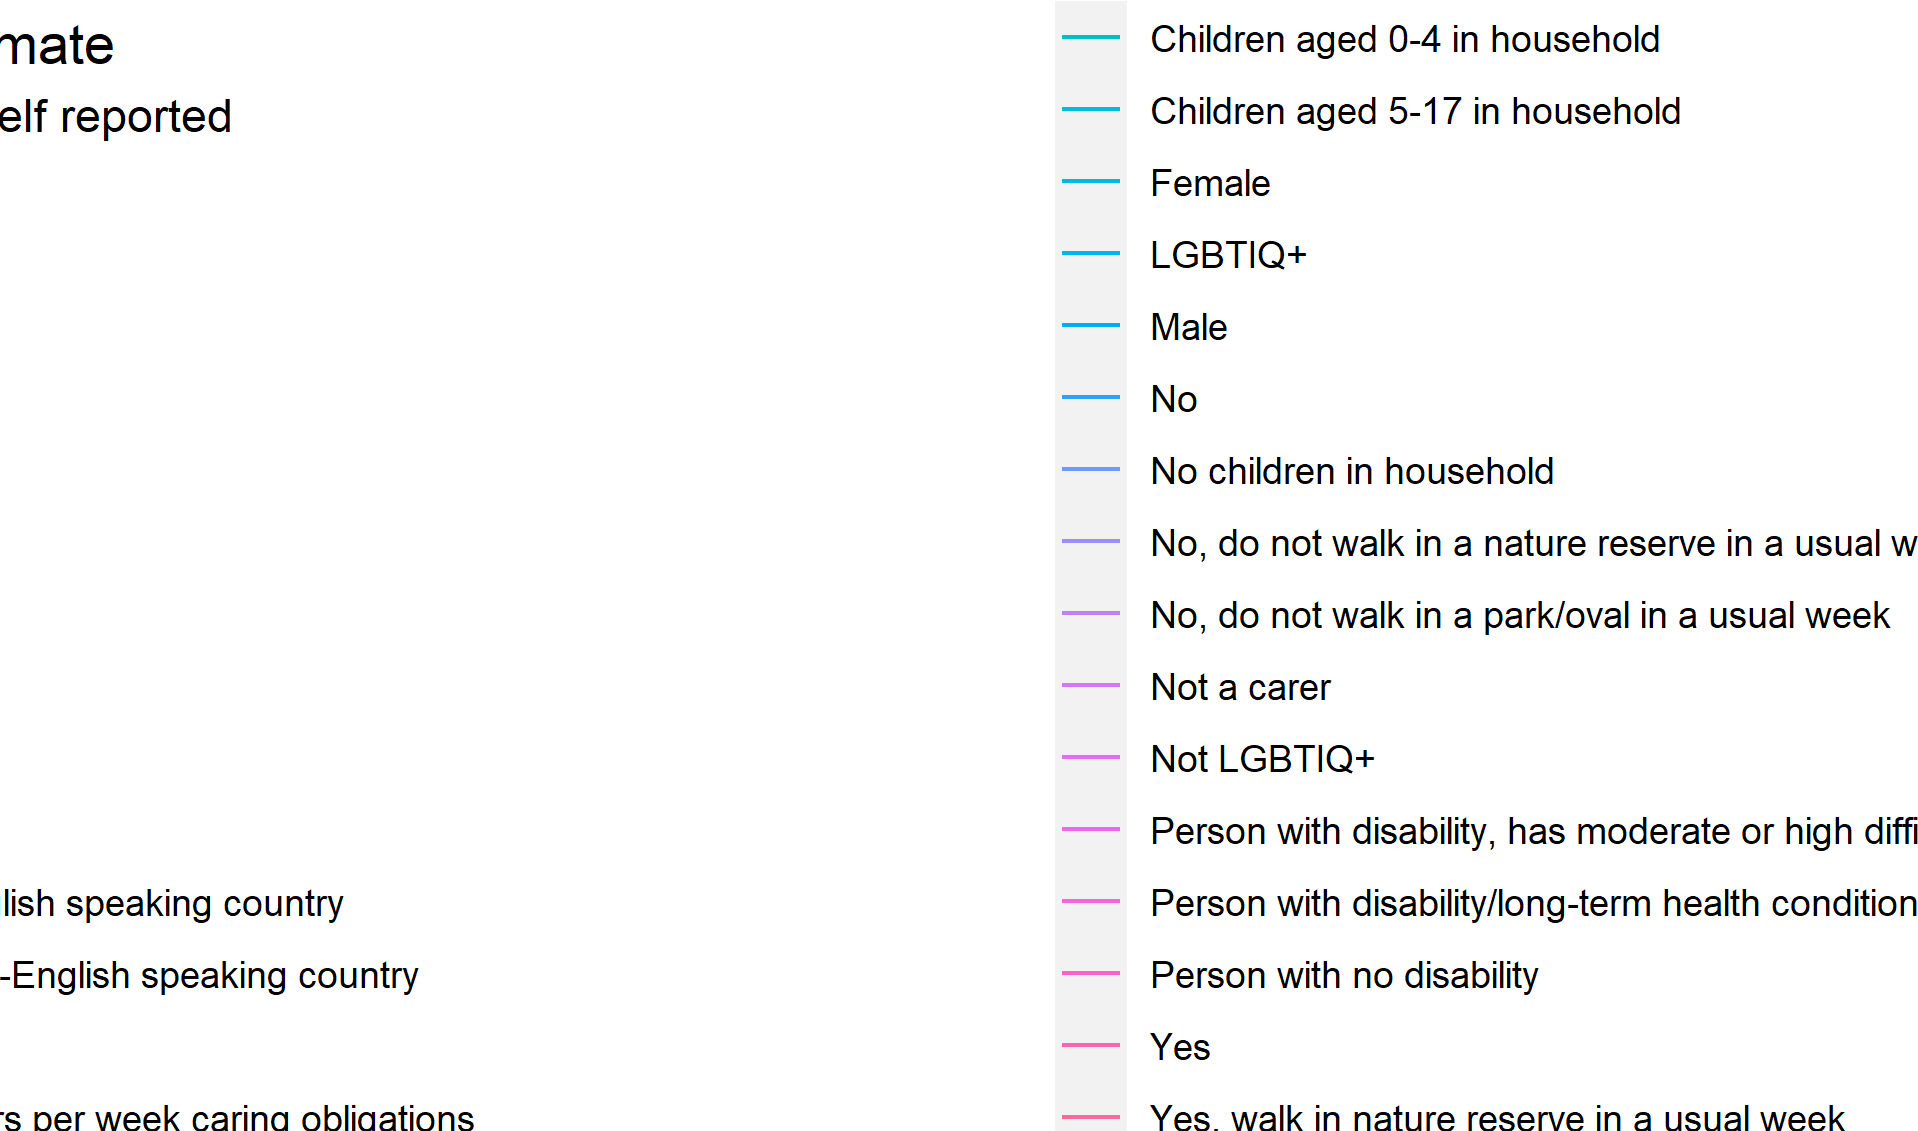 mate
elf reported
lish speaking country
-English speaking country
rs per week caring obligations
Children aged 0-4 in household
Children aged 5-17 in household
Female
LGBTIQ+
Male
No
No children in household
No, do not walk in a nature reserve in a usual w
No, do not walk in a park/oval in a usual week
Not a carer
Not LGBTIQ+
Person with disability, has moderate or high diffi
Person with disability/long-term health condition
Person with no disability
Yes
Yes, walk in nature reserve in a usual week